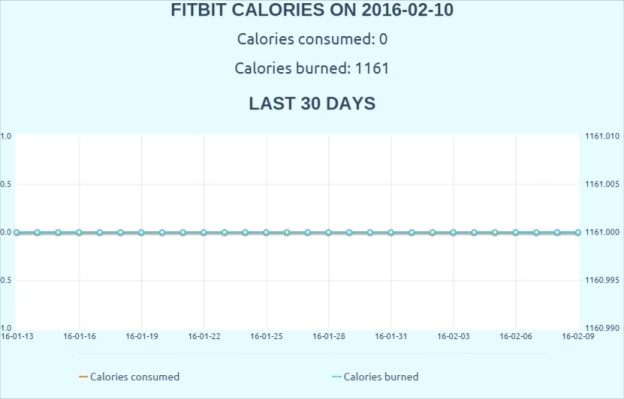 FITBIT CALORIES ON 2016-02-10
Calories consumed: 0
Calories burned: 1161
LAST 30 DAYS
1.0 1161.010
0.5 1161.005
0.0 1161.000
0.5 1160.995
1.0 1160.990
16-01-13 16-01-16 16-01-19 16-01-22 16-01-25 16-01-28 16-01-31 16-02-03 16-02-06 16-02-09
Calories consumed Calories burned